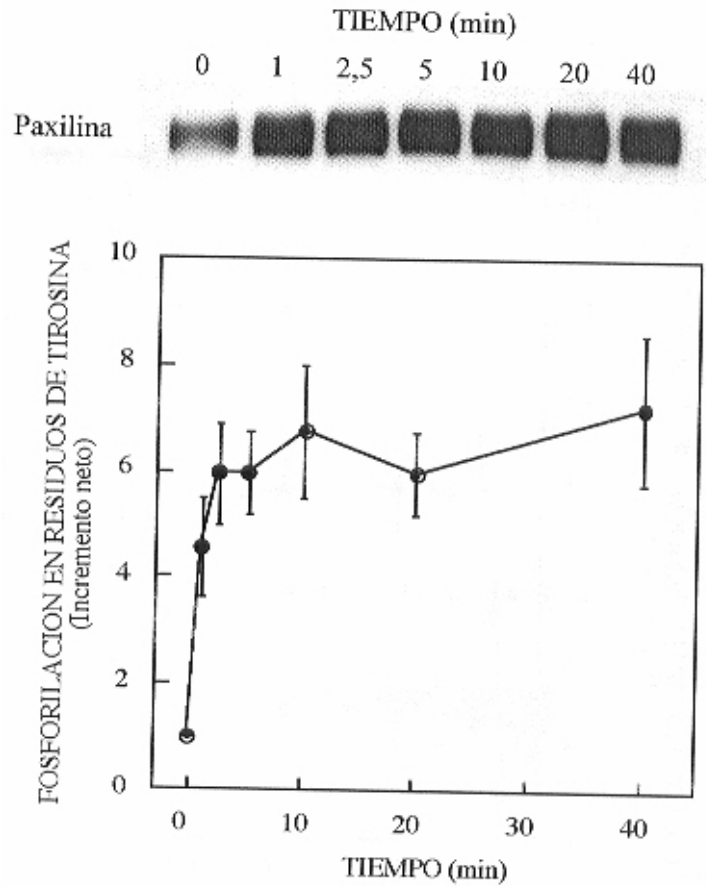 TIEMPO (min)
0 1 2,5 5 10 20 40
Paxilina
FOSFORILACION EN RESIDUOS DE TIROSINA
(Incremento neto)
10
8
6
4
2
0
0 10 20 30 40
TIEMPO (min)